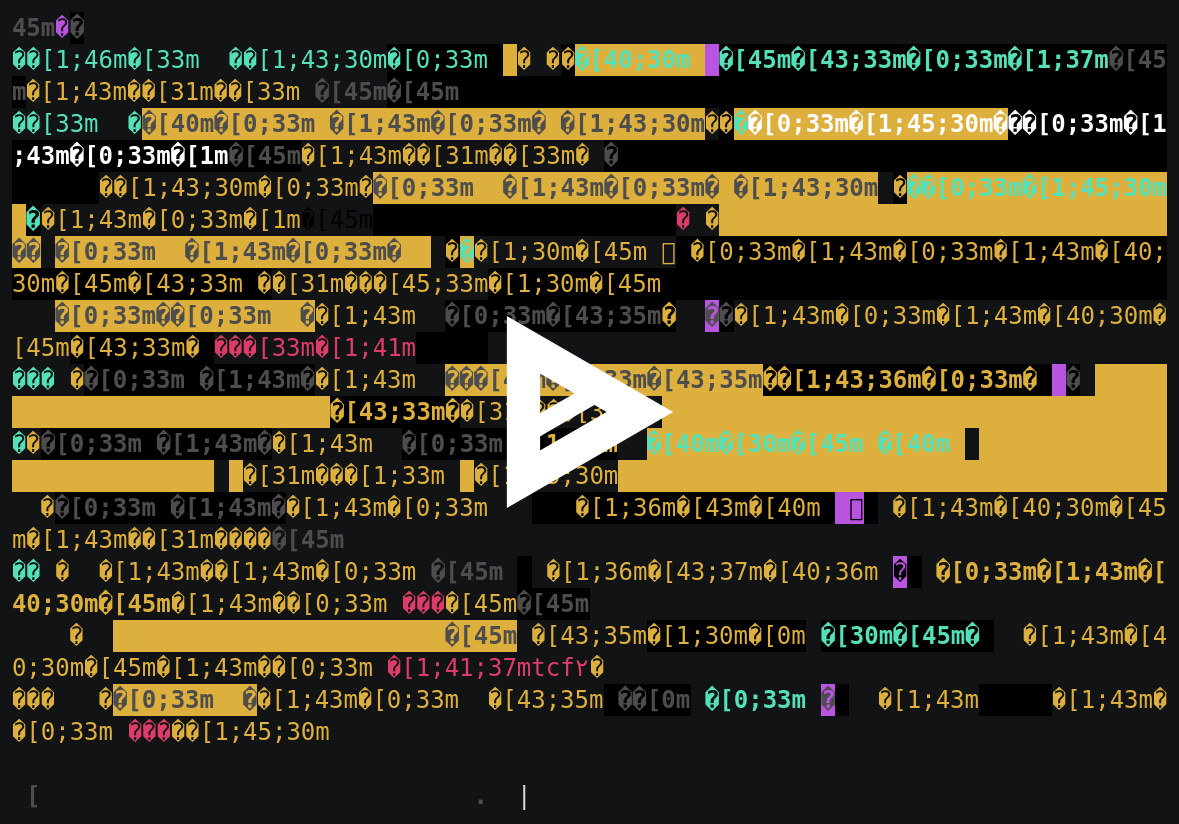 45m��
��[1;46m�[33m  ��[1;43;30m�[0;33m  � ���[40;30m  �[45m�[43;33m�[0;33m�[1;37m�[45
m�[1;43m��[31m��[33m �[45m�[45m
��[33m  ��[40m�[0;33m �[1;43m�[0;33m� �[1;43;30m����[0;33m�[1;45;30m���[0;33m�[1
;43m�[0;33m�[1m�[45m�[1;43m��[31m��[33m� �
��[1;43;30m�[0;33m��[0;33m  �[1;43m�[0;33m� �[1;43;30m ���[0;33m�[1;45;30m
��[1;43m�[0;33m�[1m�[45m � �
�� �[0;33m  �[1;43m�[0;33m�   ���[1;30m�[45m  �[0;33m�[1;43m�[0;33m�[1;43m�[40;
30m�[45m�[43;33m ��[31m���[45;33m�[1;30m�[45m
�[0;33m��[0;33m  ��[1;43m  �[0;33m�[43;35m�  ���[1;43m�[0;33m�[1;43m�[40;30m�
[45m�[43;33m� ���[33m�[1;41m
��� ��[0;33m �[1;43m��[1;43m  ���[4 33m�[43;35m��[1;43;36m�[0;33m�  �
�[43;33m��[3
���[0;33m �[1;43m��[1;43m  �[0;33m �[40m�[30m�[45m �[40m
�[31m���[1;33m  �[1 ;30m
��[0;33m �[1;43m��[1;43m�[0;33m      �[1;36m�[43m�[40m   �[1;43m�[40;30m�[45
m�[1;43m��[31m�����[45m
�� �  �[1;43m��[1;43m�[0;33m �[45m   �[1;36m�[43;37m�[40;36m �  �[0;33m�[1;43m�[
40;30m�[45m�[1;43m��[0;33m ����[45m�[45m
�  �[45m �[43;35m�[1;30m�[0m �[30m�[45m�   �[1;43m�[4
0;30m�[45m�[1;43m��[0;33m �[1;41;37mtcf٢�
���   ��[0;33m  ��[1;43m�[0;33m  �[43;35m ��[0m �[0;33m �  �[1;43m     �[1;43m�
�[0;33m �����[1;45;30m
[ . |